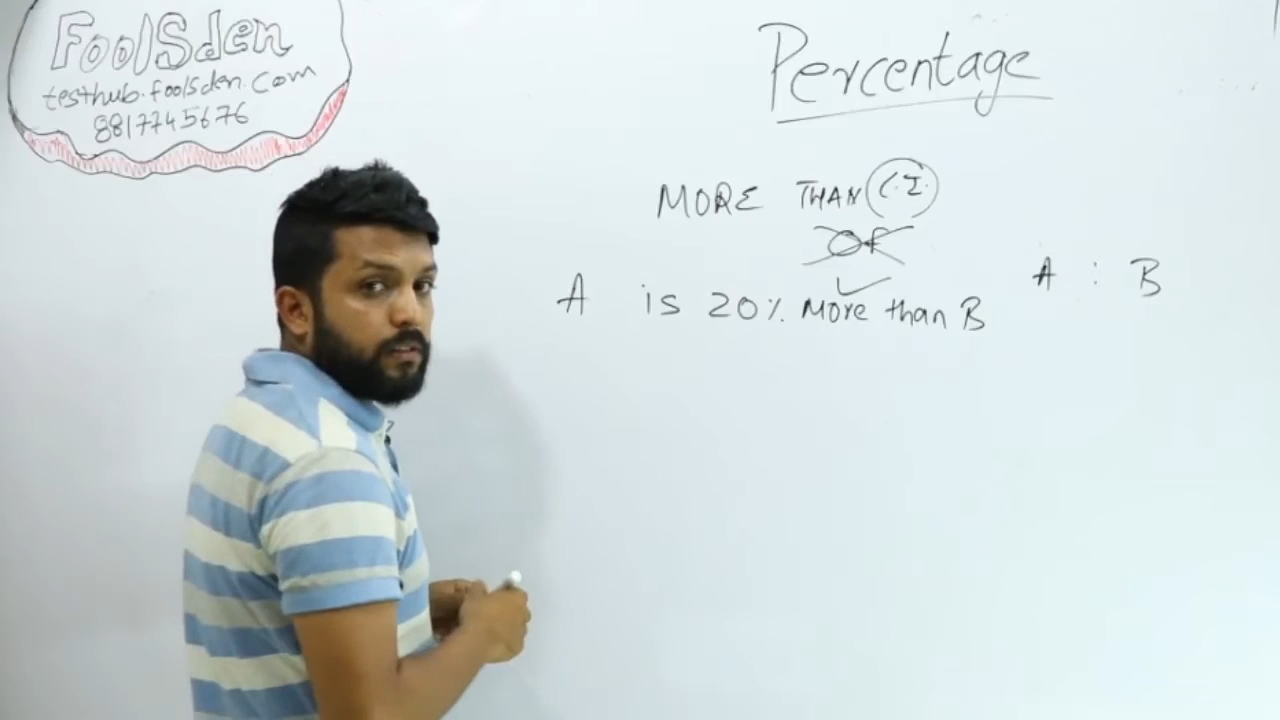 FoolSden
testhub.foolsden.com
8817745676
Percentage
MORE THAN C.I.
OF
A is 20% More than B
A : B